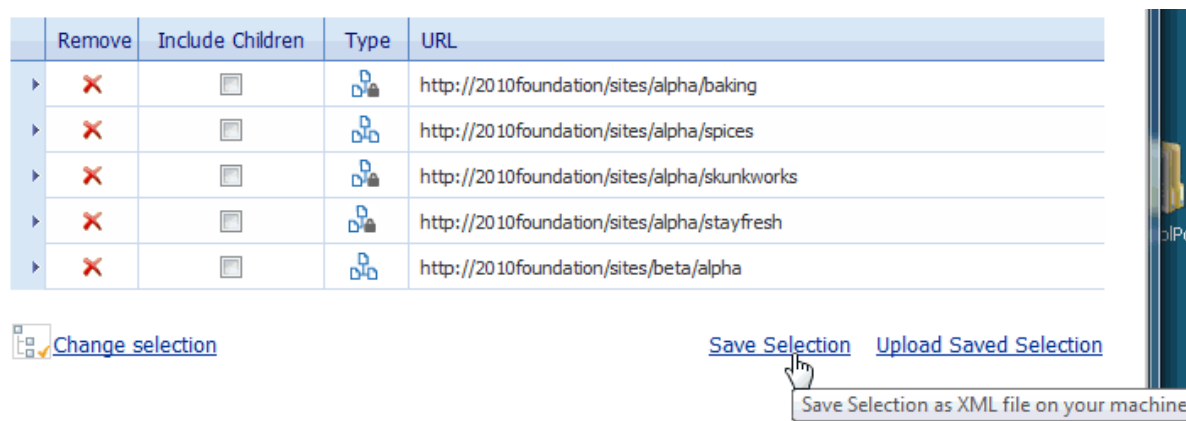 Remove Include Children Type URL
http://2010foundation/sites/alpha/baking
http://2010foundation/sites/alpha/spices
http://2010foundation/sites/alpha/skunkworks
http://2010foundation/sites/alpha/stayfresh
http://2010foundation/sites/beta/alpha
Change selection Save Selection Upload Saved Selection
Save Selection as XML file on your machine